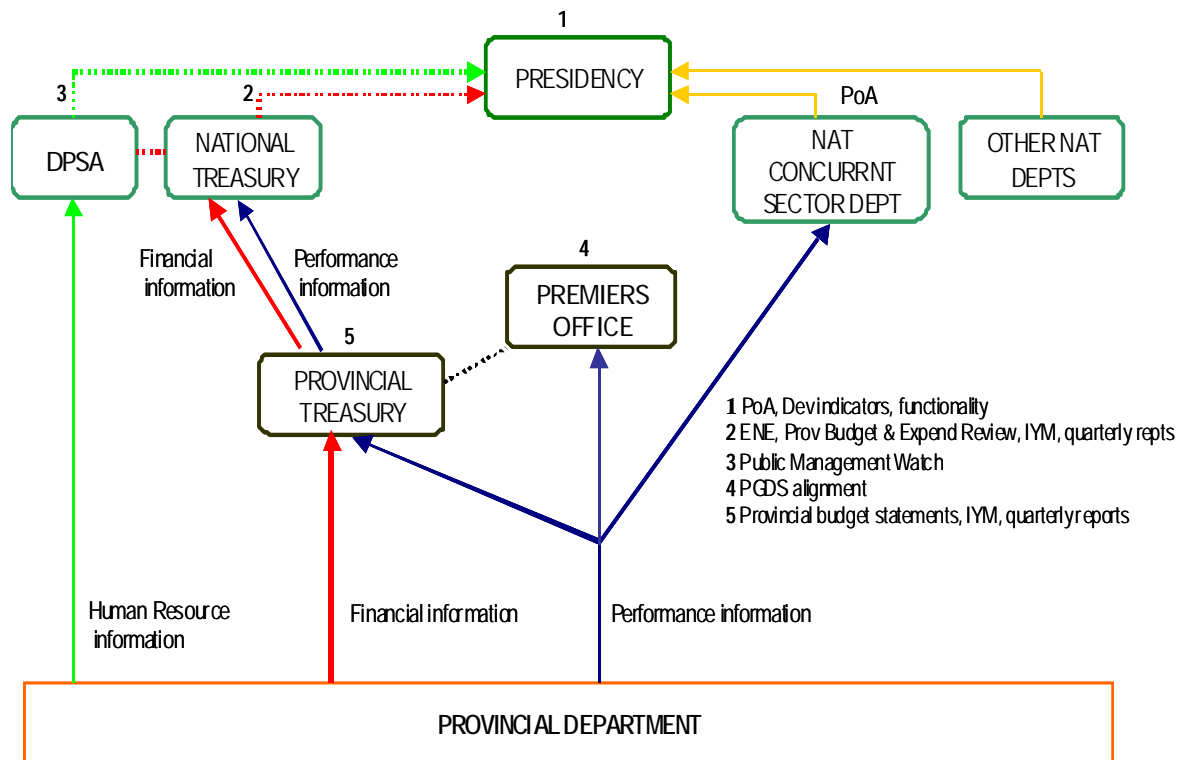 1
PRESIDENCY
3
2
PoA
DPSA
NATIONAL
TREASURY
NAT
CONCURRNT
SECTOR DEPT
OTHER NAT
DEPTS
Financial
information
Performance
information
4
PREMIERS
OFFICE
5
PROVINCIAL
TREASURY
1 PoA, Dev indicators, functionality
2 ENE, Prov Budget & Expend Review, IYM, quarterly repts
3 Public Management Watch
4 PGDS alignment
5 Provincial budget statements, IYM, quarterly reports
Human Resource
information
Financial information
Performance information
PROVINCIAL DEPARTMENT